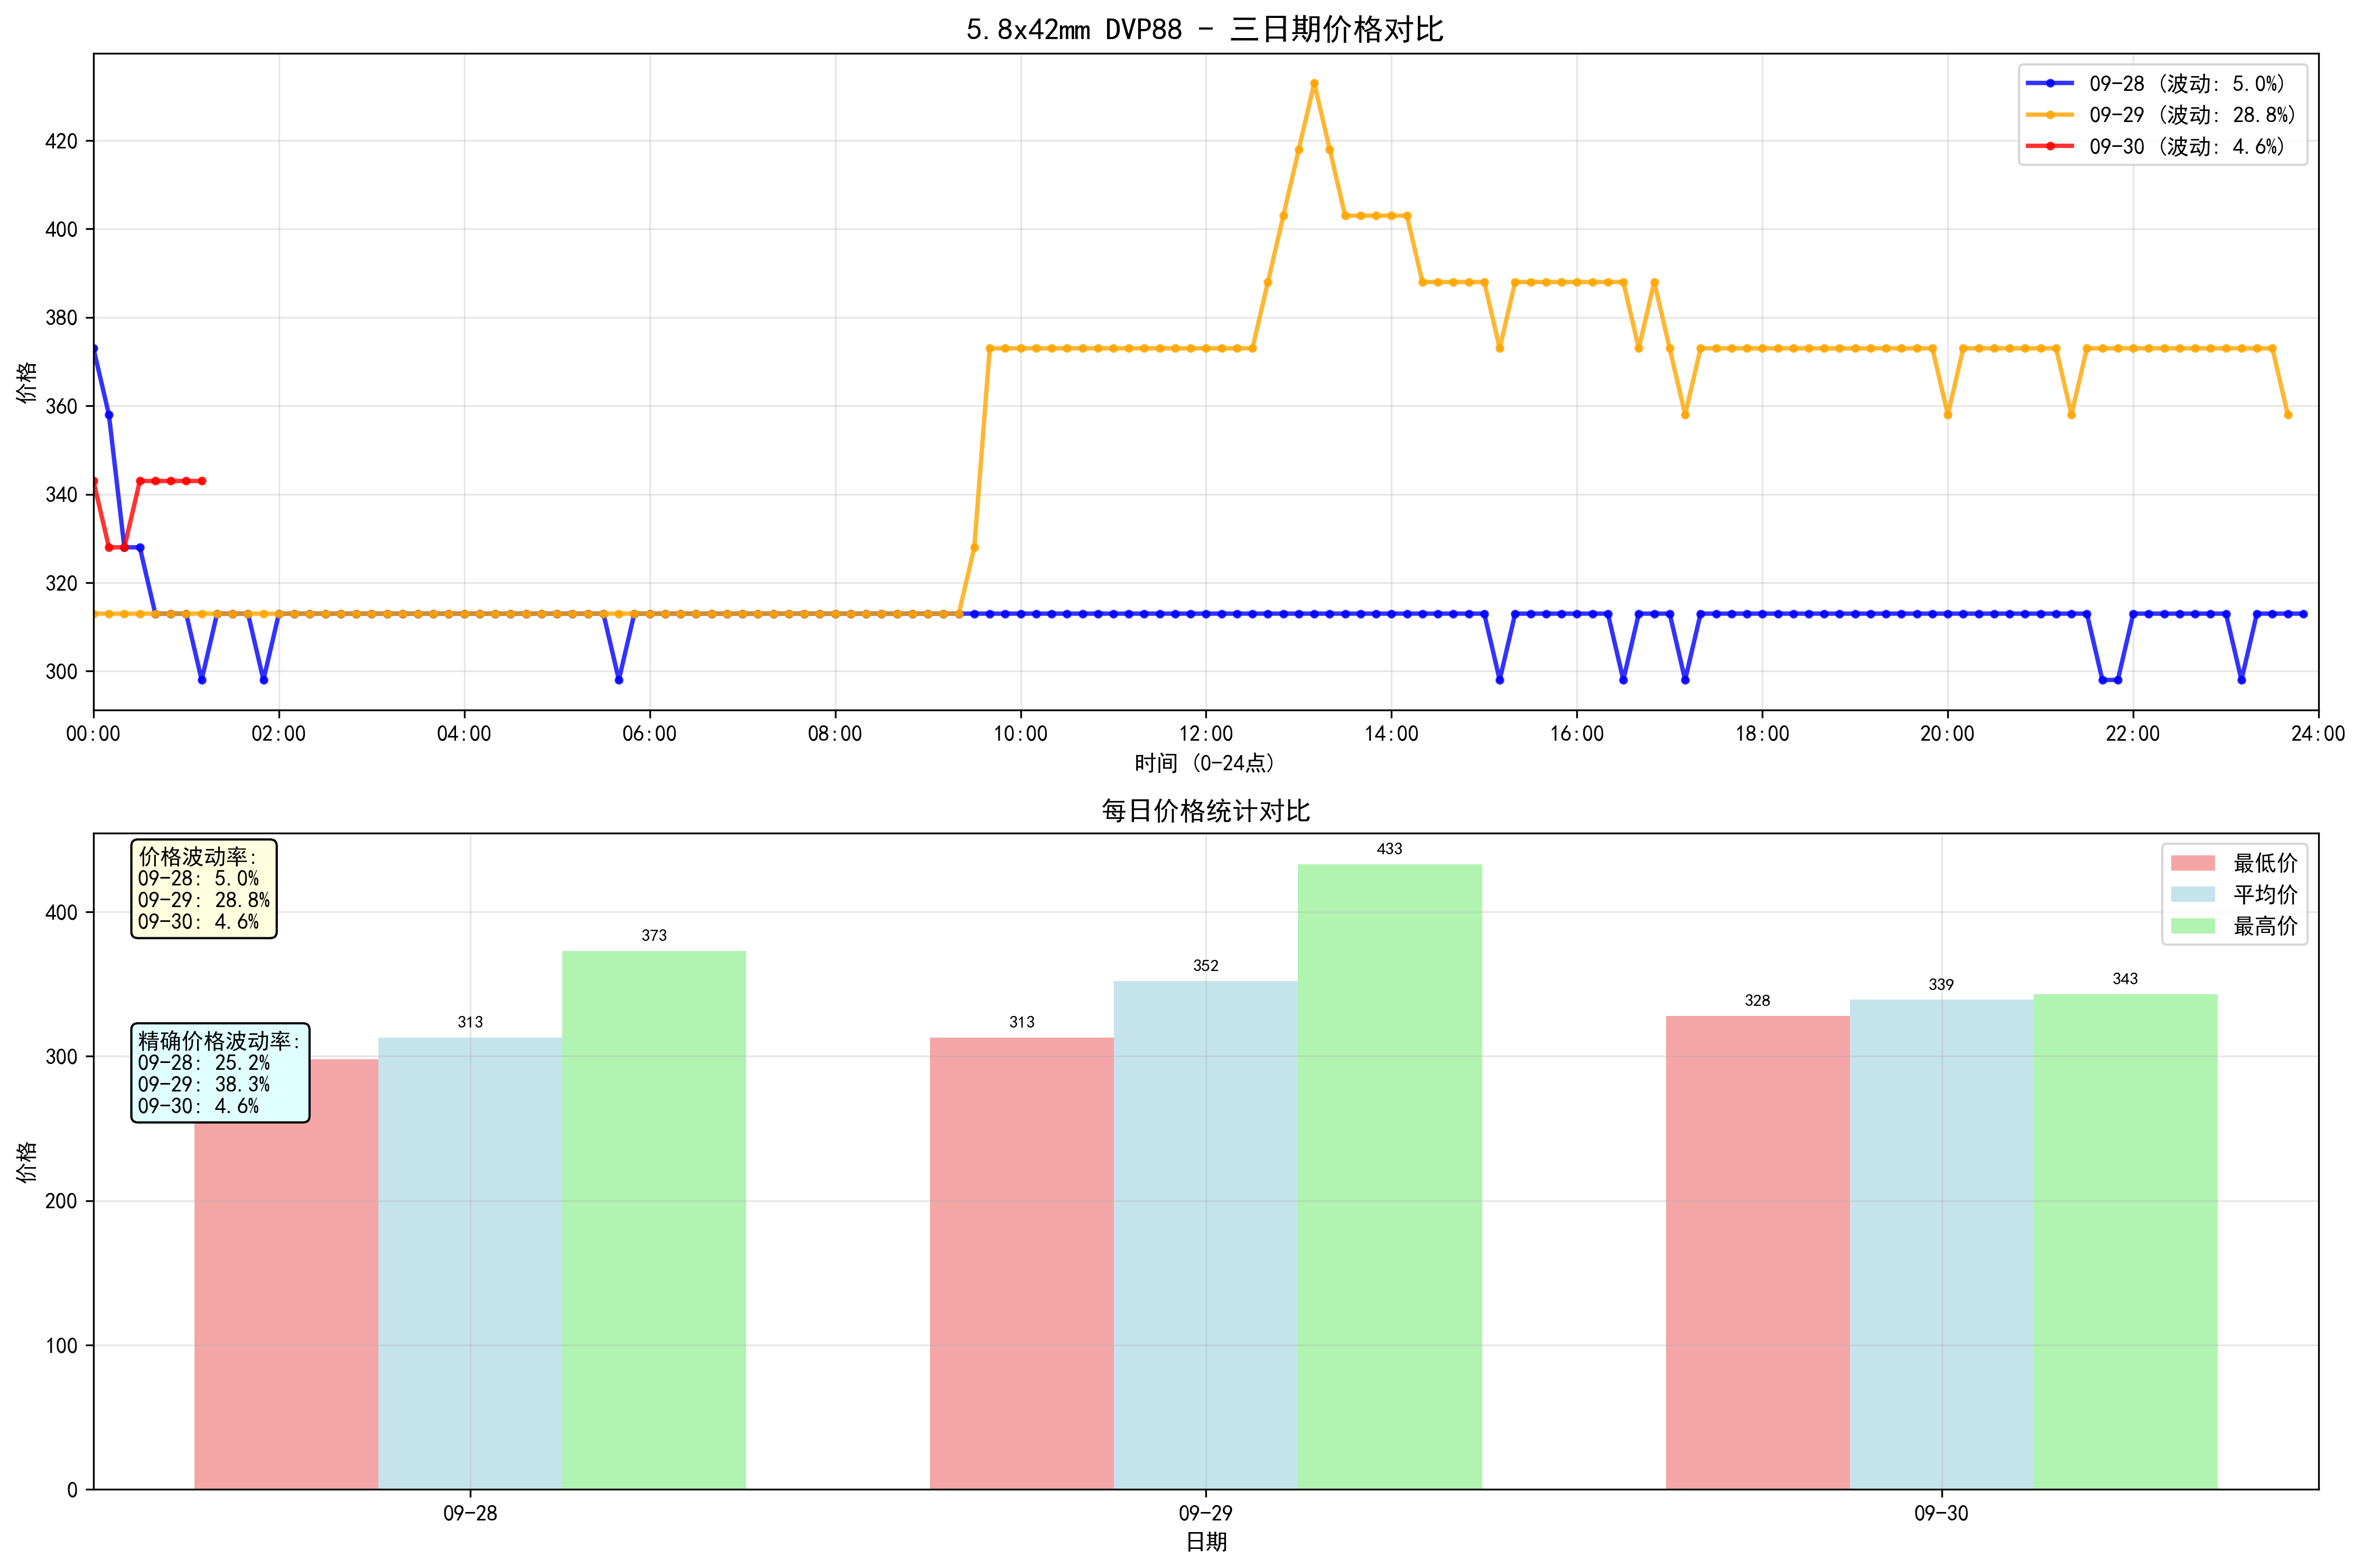 5.8x42mm DVP88 - 三日期价格对比
09-28 (波动: 5.0%)
09-29 (波动: 28.8%)
09-30 (波动: 4.6%)
价格
420
400
380
360
340
320
300
00:00 02:00 04:00 06:00 08:00 10:00 12:00 14:00 16:00 18:00 20:00 22:00 24:00
时间 (0-24点)
每日价格统计对比
价格波动率:
09-28: 5.0%
09-29: 28.8%
09-30: 4.6%
精确价格波动率:
09-28: 25.2%
09-29: 38.3%
09-30: 4.6%
最低价
平均价
最高价
313
373
313
352
433
328
339
343
价格
400
300
200
100
0
09-28 09-29 09-30
日期